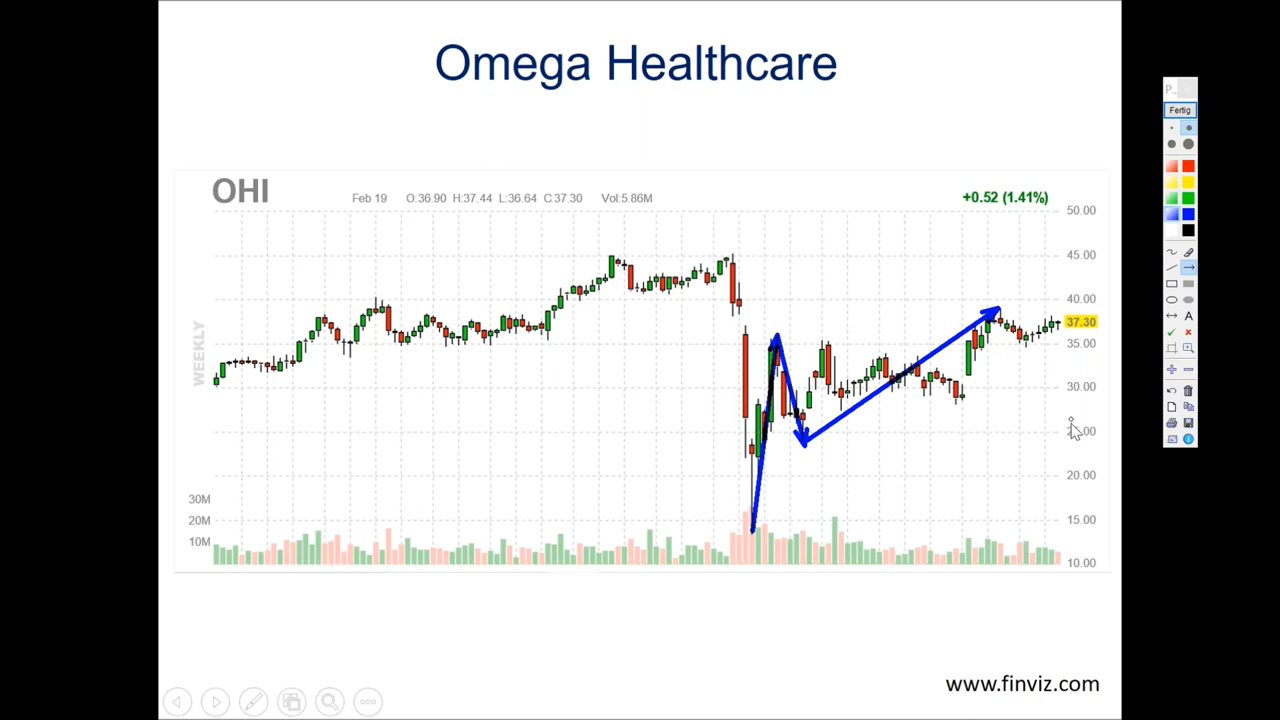 Omega Healthcare
P..
Fertig
OHI
Feb 19 O:36.90 H:37.44 L:36.64 C:37.30 Vol:5.86M
+0.52 (1.41%)
50.00
45.00
40.00
37.30
35.00
30.00
20.00
15.00
10.00
WEEKLY
30M
20M
10M
A
www.finviz.com